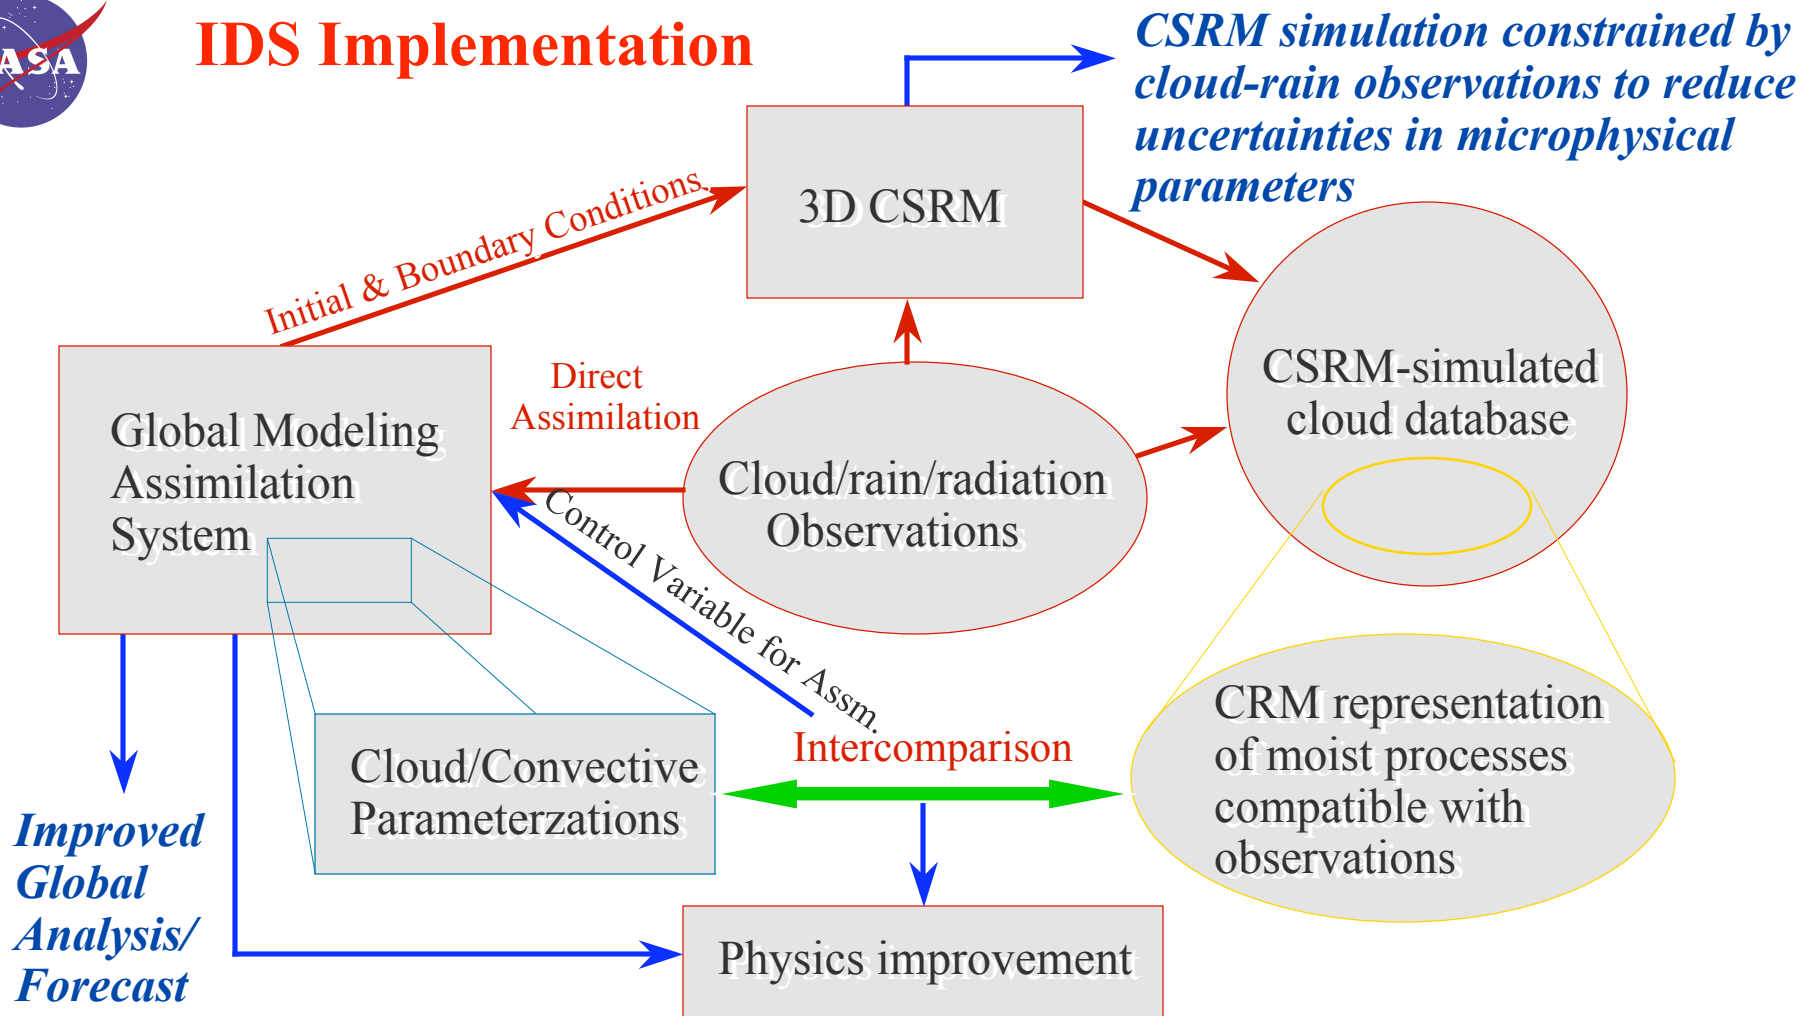 ASA
IDS Implementation
CSRM simulation constrained by
cloud-rain observations to reduce
uncertainties in microphysical
parameters
3D CSRM
Initial & Boundary Conditions
Direct
Assimilation
CSRM-simulated
cloud database
Global Modeling
Assimilation
System
Cloud/rain/radiation
Observations
Control Variable for Assm.
CRM representation
of moist processes
compatible with
observations
Intercomparison
Cloud/Convective
Parameterzations
Improved
Global
Analysis/
Forecast
Physics improvement